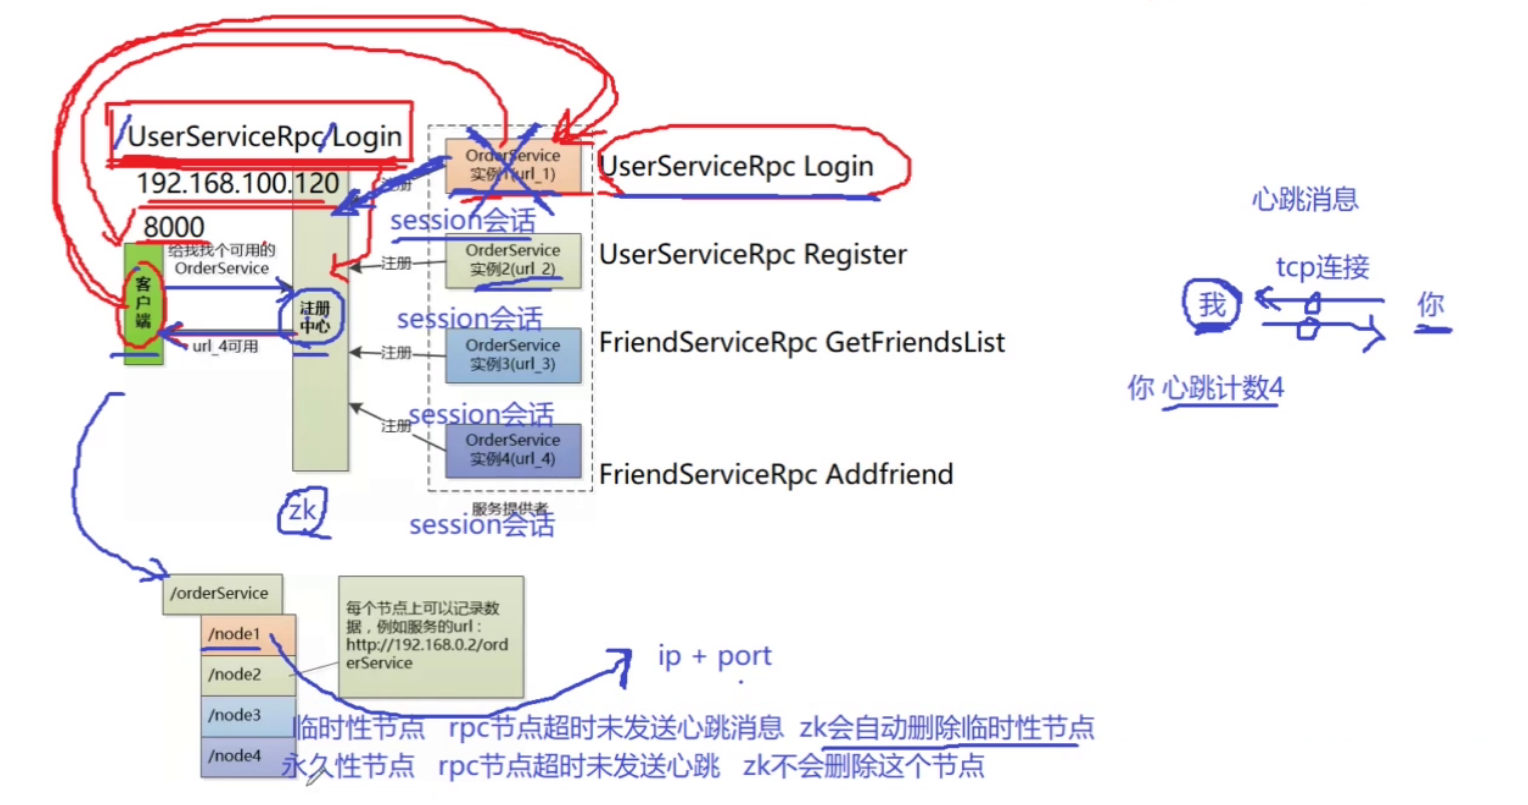 /UserServiceRpc/Login
192.168.100.120
8000
给我找个可用的
OrderService
客户端
url_4可用
注册
中心
注册
注册
注册
注册
OrderService
实例1(url_1)
session会话
OrderService
实例2(url_2)
session会话
OrderService
实例3(url_3)
session会话
OrderService
实例4(url_4)
服务提供者
session会话
UserServiceRpc Login
UserServiceRpc Register
FriendServiceRpc GetFriendsList
FriendServiceRpc Addfriend
心跳消息
tcp连接
我
你
你 心跳计数4
zk
/orderService
/node1
/node2
/node3
/node4
每个节点上可以记录数
据，例如服务的url：
http://192.168.0.2/ord
erService
ip + port
临时性节点 rpc节点超时未发送心跳消息 zk会自动删除临时性节点
永久性节点 rpc节点超时未发送心跳 zk不会删除这个节点